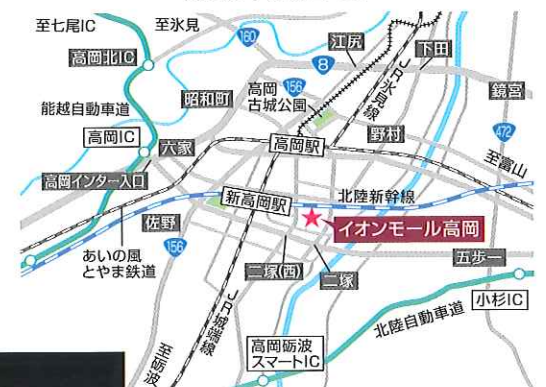 至七尾IC
至氷見
160
江尻
JR氷見線
下田
高岡北IC
8
高岡
古城公園
156
昭和町
鐘宮
能越自動車道
高岡IC
六家
高岡駅
野村
472
至富山
高岡インター入口
新高岡駅
北陸新幹線
佐野
イオンモール高岡
あいの風
とやま鉄道
156
二塚(西)
二塚
五歩一
小杉IC
JR城端線
北陸自動車道
至砺波
高岡砺波
スマートIC